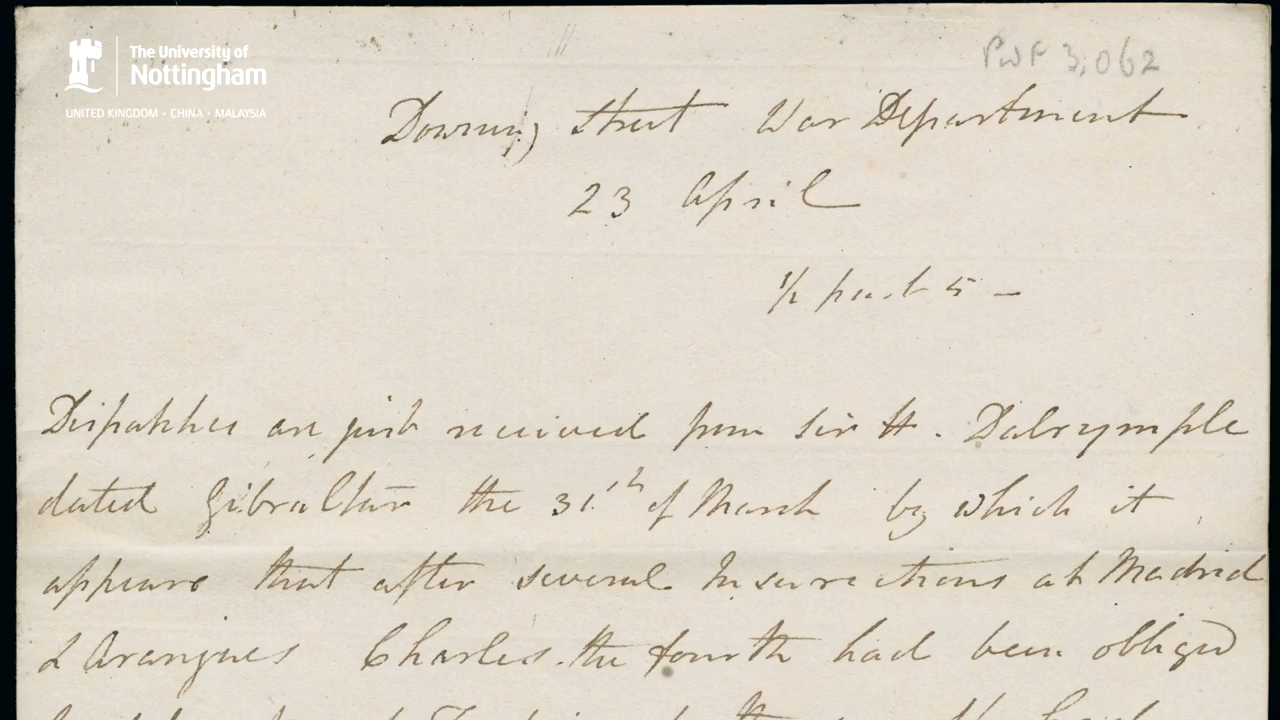 The University of
Nottingham
UNITED KINGDOM · CHINA · MALAYSIA
PwF 3,062
Downing Street War Department
23 April
½ past 5 —
Dispatches are just received from Sir H. Dalrymple
dated Gibraltar the 31th of March by which it
appears that after several Insurrections at Madrid
& Aranjues Charles the fourth had been obliged